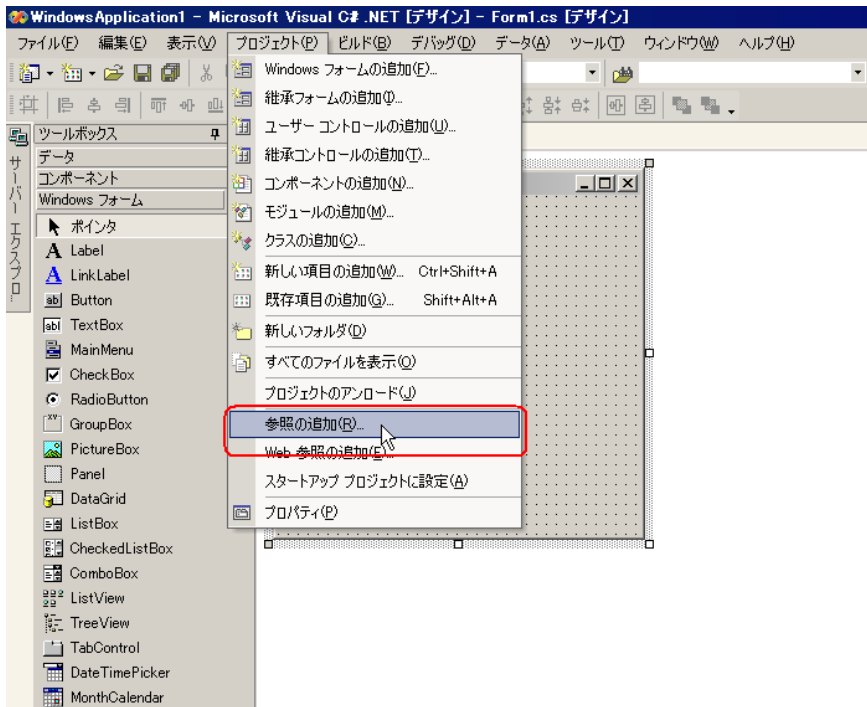 WindowsApplication1 - Microsoft Visual C# .NET [デザイン] - Form1.cs [デザイン]
ファイル(F) 編集(E) 表示(V) プロジェクト(P) ビルド(B) デバッグ(D) データ(A) ツール(T) ウィンドウ(W) ヘルプ(H)
サーバー エクスプロ...
ツールボックス
データ
コンポーネント
Windows フォーム
ポインタ
A Label
A LinkLabel
ab Button
abl TextBox
MainMenu
CheckBox
RadioButton
GroupBox
PictureBox
Panel
DataGrid
ListBox
CheckedListBox
ComboBox
ListView
TreeView
TabControl
DateTimePicker
MonthCalendar
Windows フォームの追加(F)...
継承フォームの追加(I)...
ユーザー コントロールの追加(U)...
継承コントロールの追加(T)...
コンポーネントの追加(N)...
モジュールの追加(M)...
クラスの追加(C)...
新しい項目の追加(W)... Ctrl+Shift+A
既存項目の追加(G)... Shift+Alt+A
新しいフォルダ(D)
すべてのファイルを表示(O)
プロジェクトのアンロード(J)
参照の追加(R)...
Web 参照の追加(E)...
スタートアップ プロジェクトに設定(A)
プロパティ(P)